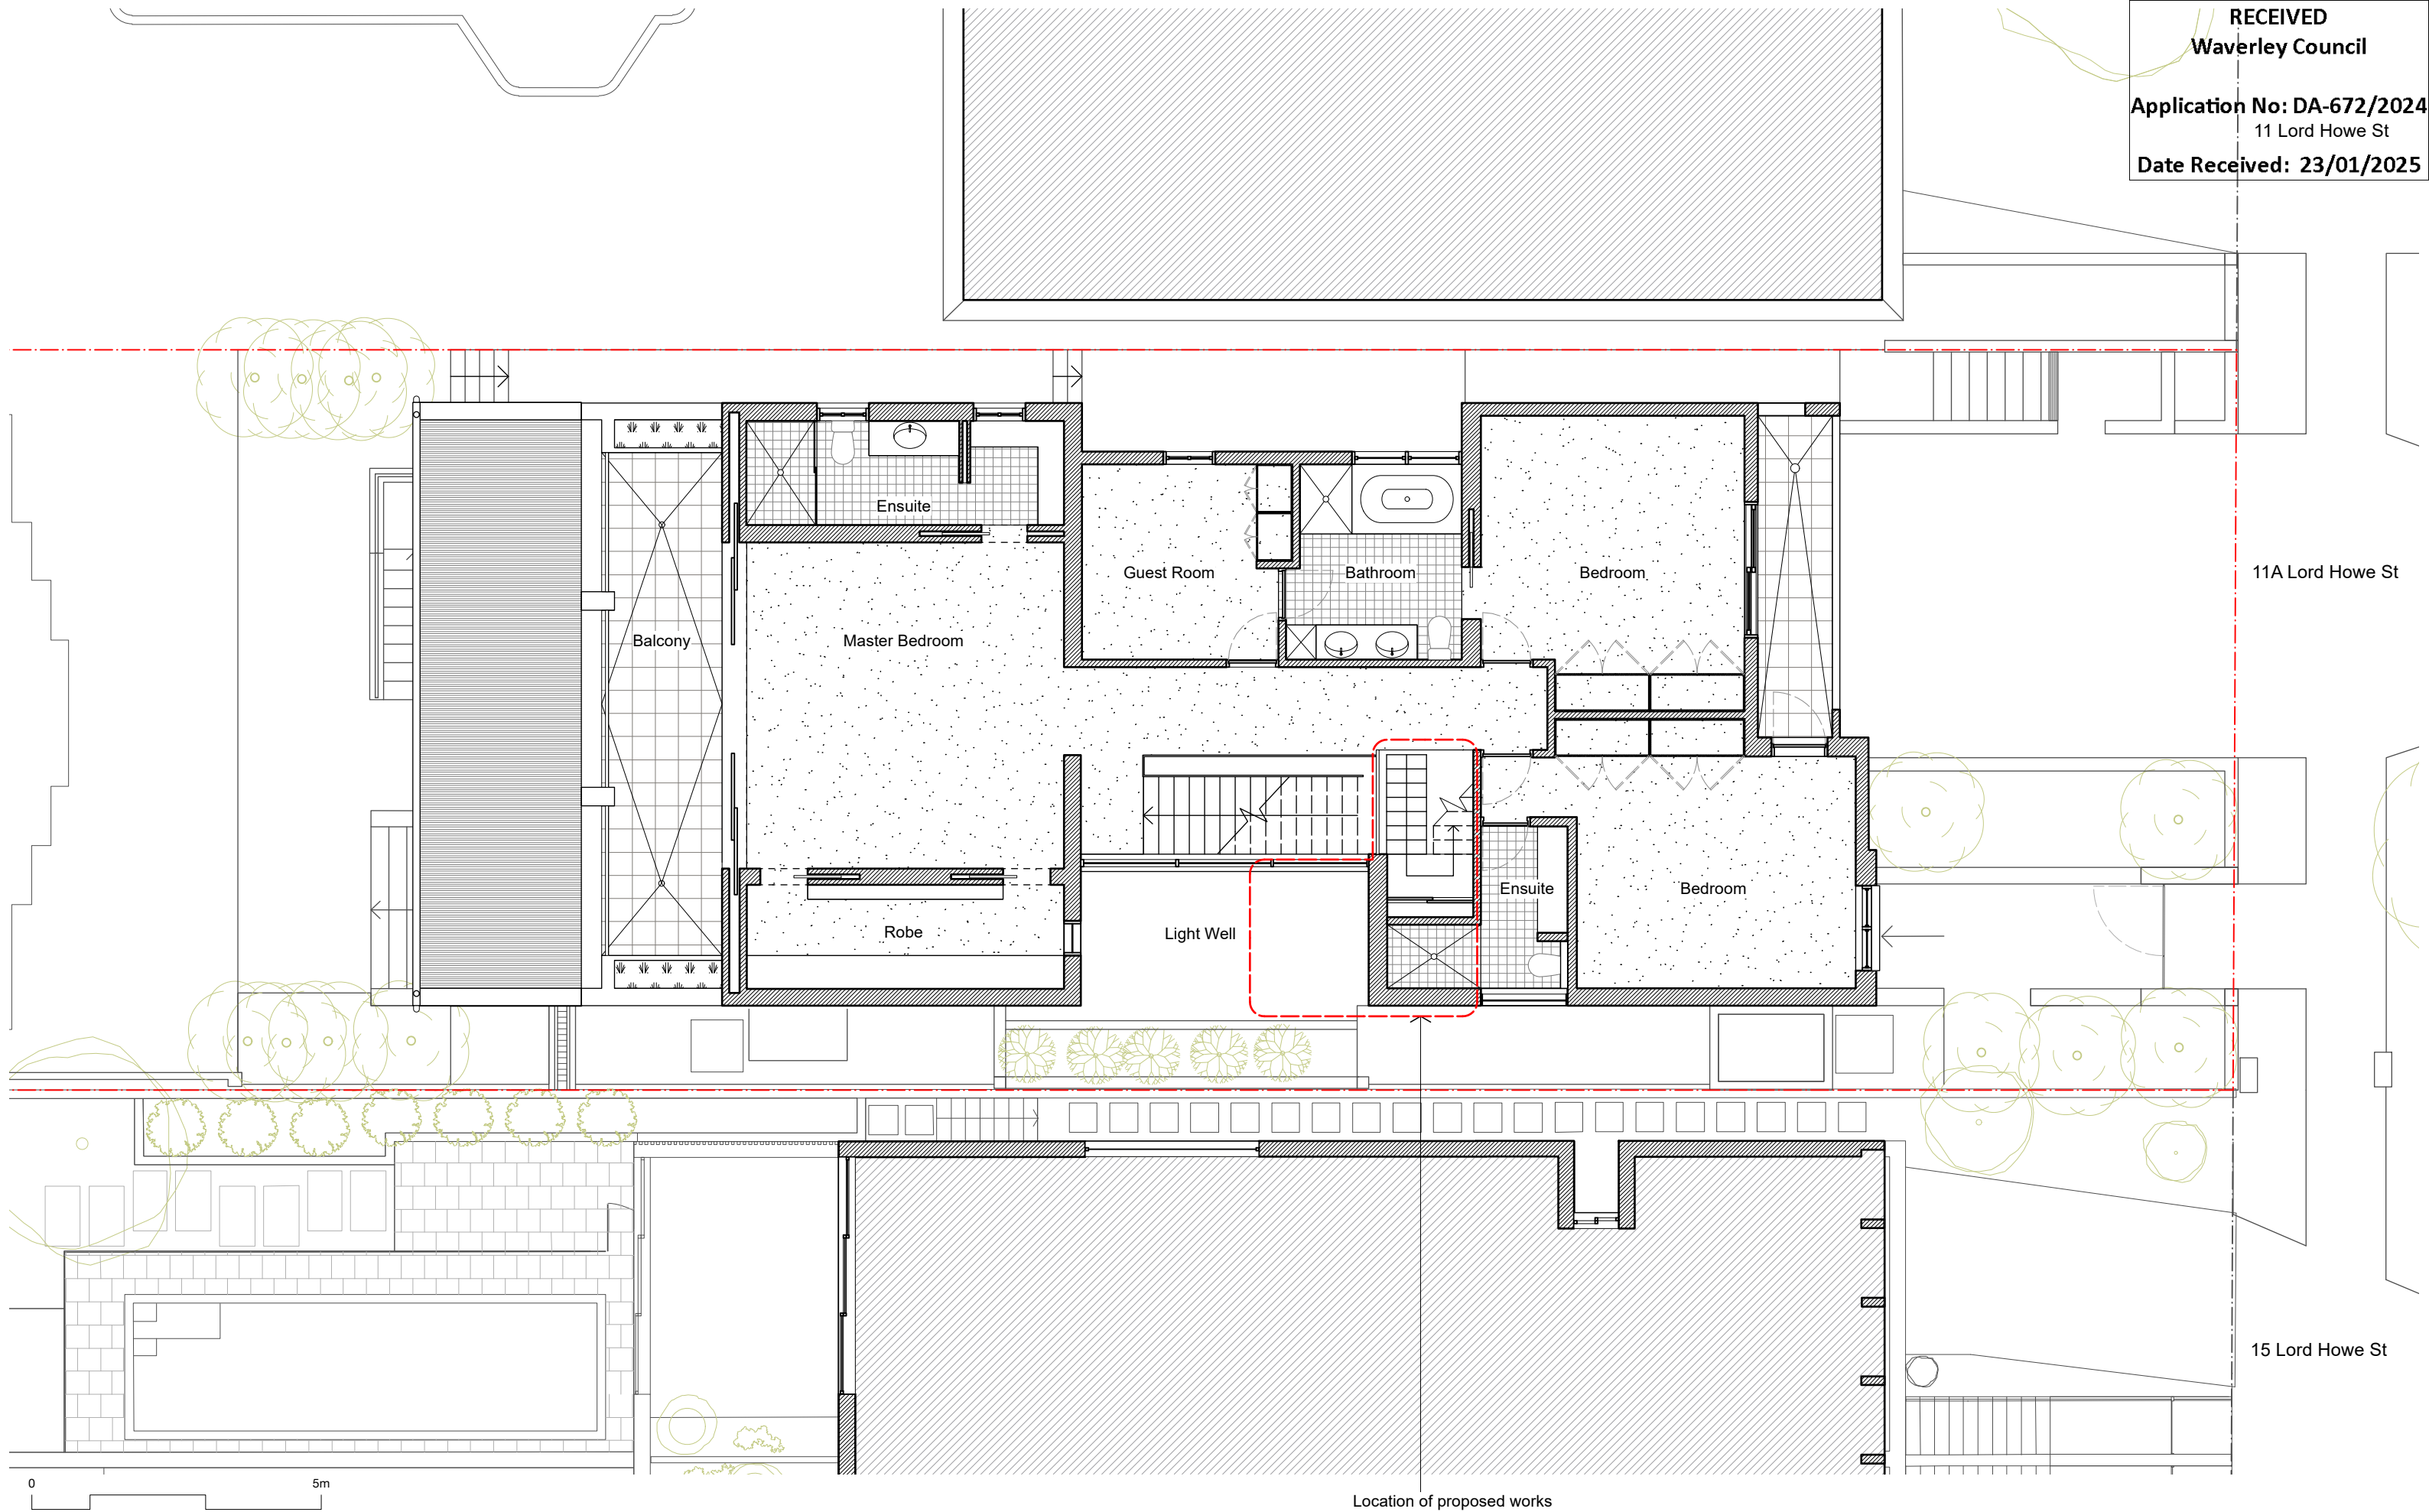 RECEIVED
Waverley Council
Application No: DA-672/2024
11 Lord Howe St
Date Received: 23/01/2025
Ensuite
Guest Room
Bathroom
Bedroom
11A Lord Howe St
Balcony
Master Bedroom
Ensuite
Bedroom
Robe
Light Well
15 Lord Howe St
0
5m
Location of proposed works